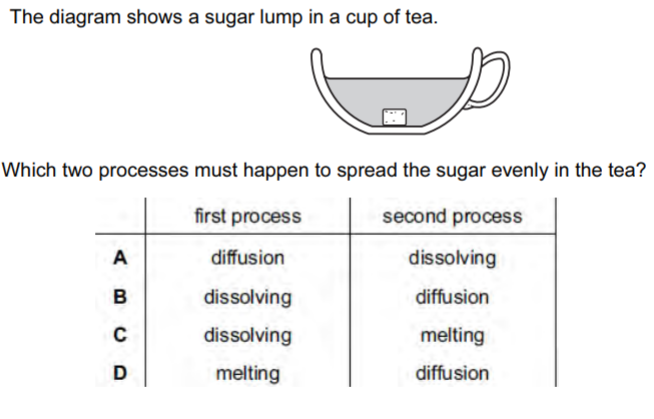 The diagram shows a sugar lump in a cup of tea.
Which two processes must happen to spread the sugar evenly in the tea?
first process second process
A diffusion dissolving
B dissolving diffusion
C dissolving melting
D melting diffusion